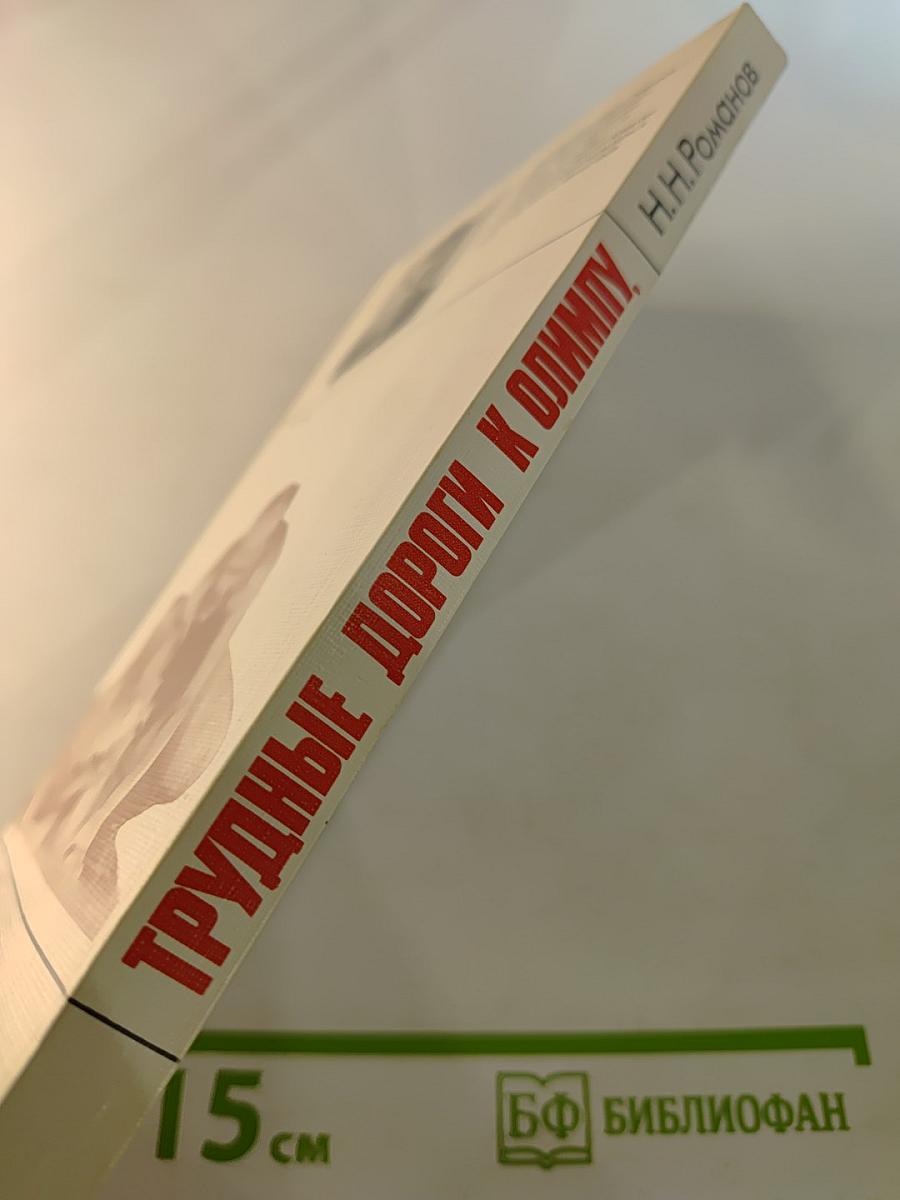 Н.Н.Романов
ТРУДНЫЕ ДОРОГИ К ОЛИМПУ,
15 см
БФ БИБЛИОФАН